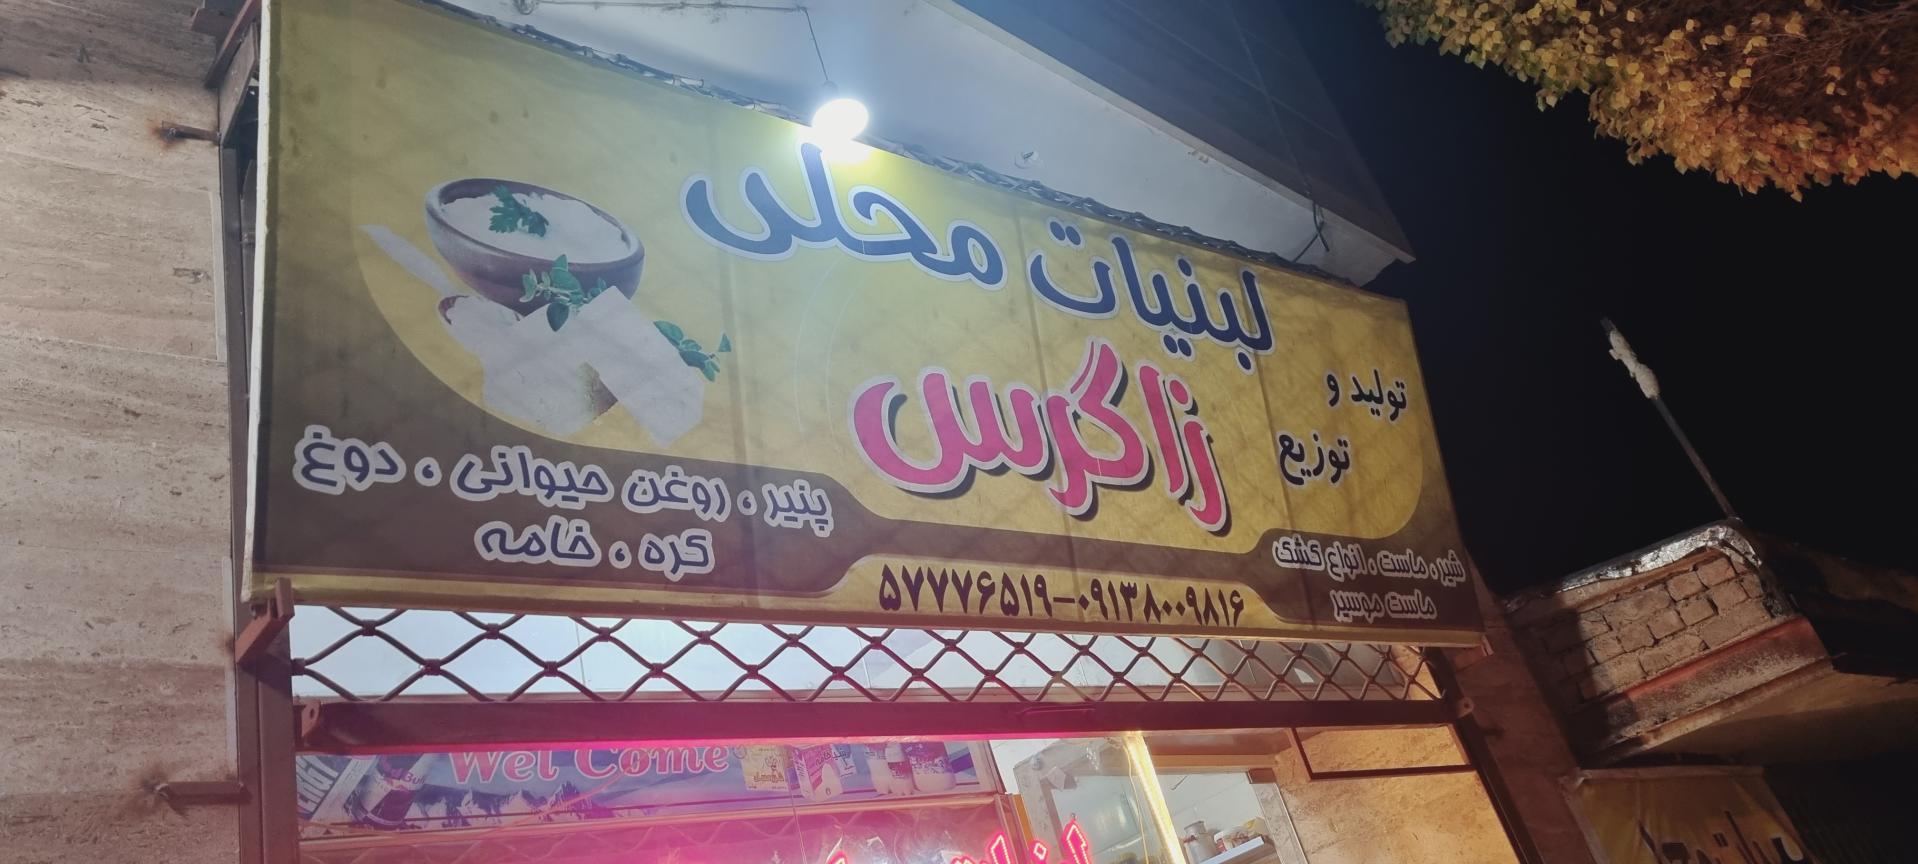 لبنیات محلی
زاگرس
تولید و
توزیع
شیر ، ماست ، انواع کشک
ماست موسیر
پنیر ، روغن حیوانی ، دوغ
کره ، خامه
۵۷۷۷۶۵۱۹-۰۹۱۳۸۰۰۹۸۱۶
Wel Come